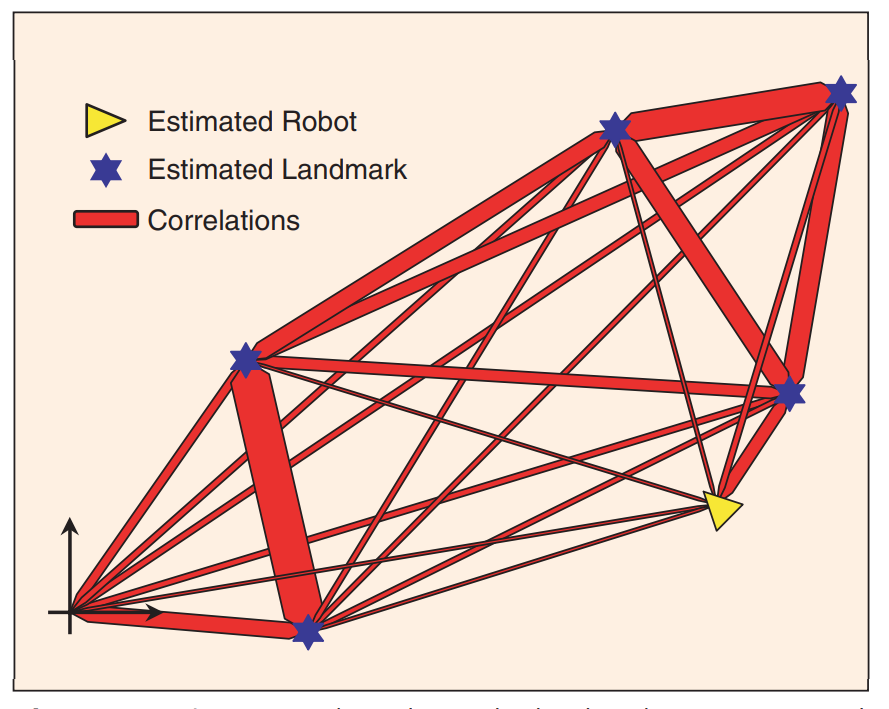 Estimated Robot
Estimated Landmark
Correlations